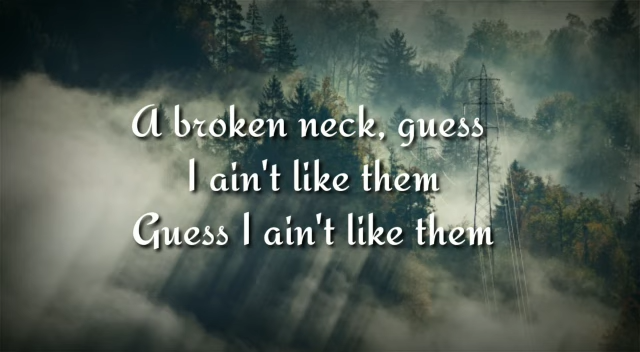 A broken neck, guess
I ain't like them
Guess I ain't like them